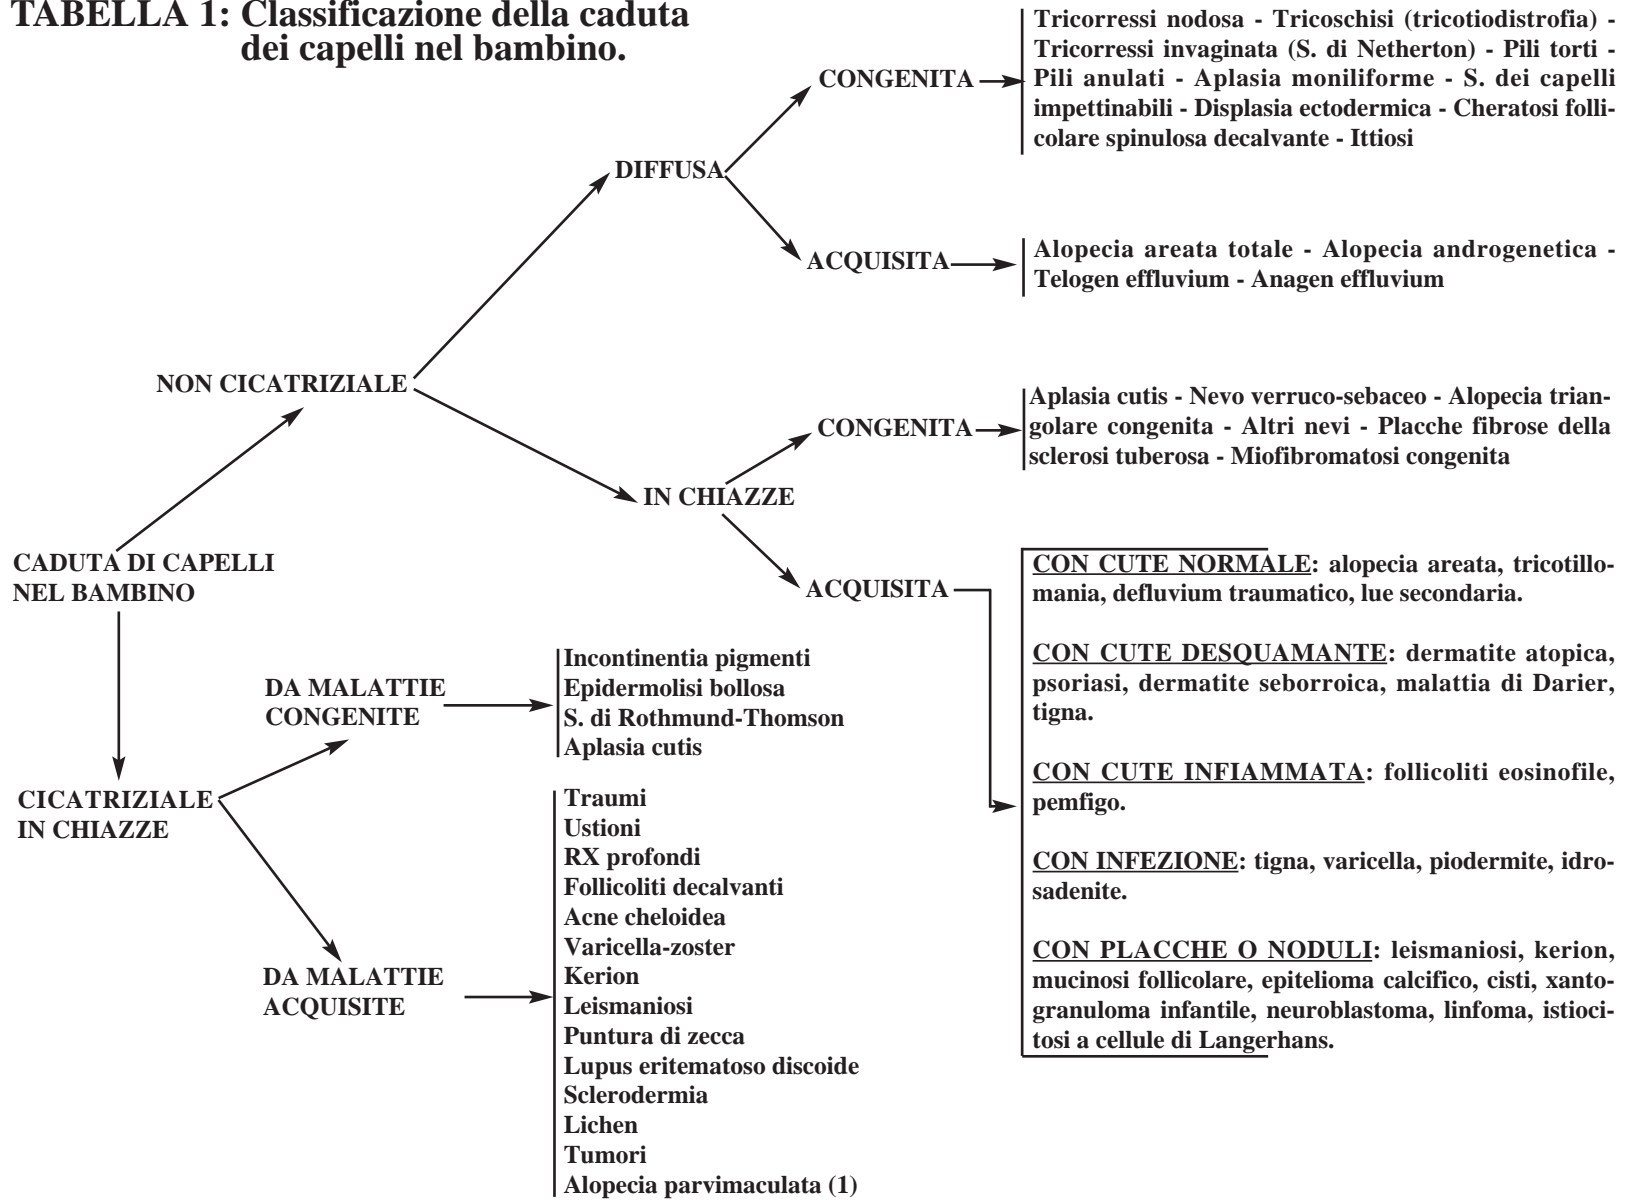 TABELLA 1: Classificazione della caduta
dei capelli nel bambino.
Tricorressi nodosa - Tricoschisi (tricotiodistrofia) -
Tricorressi invaginata (S. di Netherton) - Pili torti -
Pili anulati - Aplasia moniliforme - S. dei capelli
impettinabili - Displasia ectodermica - Cheratosi folli-
colare spinulosa decalvante - Ittiosi
CONGENITA
DIFFUSA
ACQUISITA
Alopecia areata totale - Alopecia androgenetica -
Telogen effluvium - Anagen effluvium
NON CICATRIZIALE
CONGENITA
Aplasia cutis - Nevo verruco-sebaceo - Alopecia trian-
golare congenita - Altri nevi - Placche fibrose della
sclerosi tuberosa - Miofibromatosi congenita
IN CHIAZZE
ACQUISITA
CON CUTE NORMALE: alopecia areata, tricotillo-
mania, defluvium traumatico, lue secondaria.
CON CUTE DESQUAMANTE: dermatite atopica,
psoriasi, dermatite seborroica, malattia di Darier,
tigna.
CON CUTE INFIAMMATA: follicoliti eosinofile,
pemfigo.
CON INFEZIONE: tigna, varicella, piodermite, idro-
sadenite.
CON PLACCHE O NODULI: leismaniosi, kerion,
mucinosi follicolare, epitelioma calcifico, cisti, xanto-
granuloma infantile, neuroblastoma, linfoma, istioci-
tosi a cellule di Langerhans.
CADUTA DI CAPELLI
NEL BAMBINO
CICATRIZIALE
IN CHIAZZE
DA MALATTIE
CONGENITE
Incontinentia pigmenti
Epidermolisi bollosa
S. di Rothmund-Thomson
Aplasia cutis
DA MALATTIE
ACQUISITE
Traumi
Ustioni
RX profondi
Follicoliti decalvanti
Acne cheloidea
Varicella-zoster
Kerion
Leismaniosi
Puntura di zecca
Lupus eritematoso discoide
Sclerodermia
Lichen
Tumori
Alopecia parvimaculata (1)